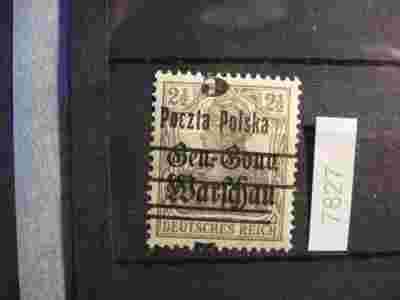 2½ 2½
Poczta Polska
Gen.-Gouv.
Warschau
DEUTSCHES REICH
7827